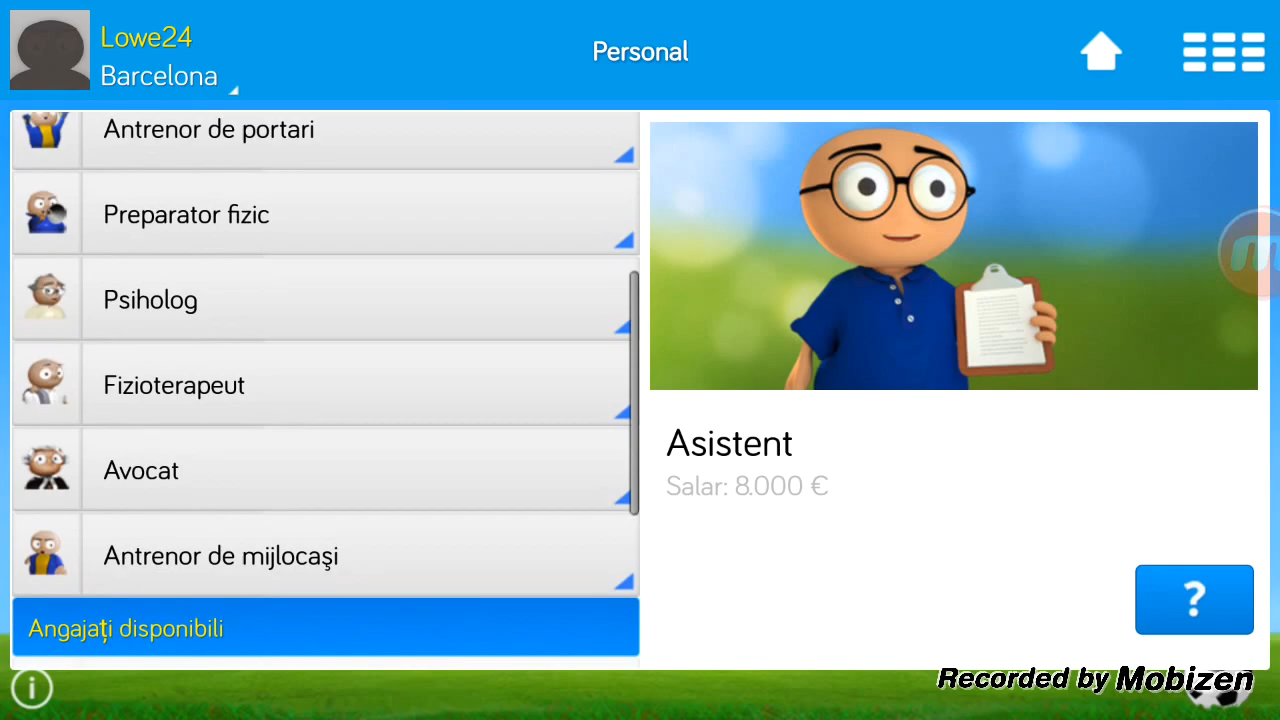 Lowe24
Barcelona
Personal
Antrenor de portari
Preparator fizic
Psiholog
Fizioterapeut
Avocat
Antrenor de mijlocaşi
Angajați disponibili
Asistent
Salar: 8.000 €
?
Recorded by Mobizen